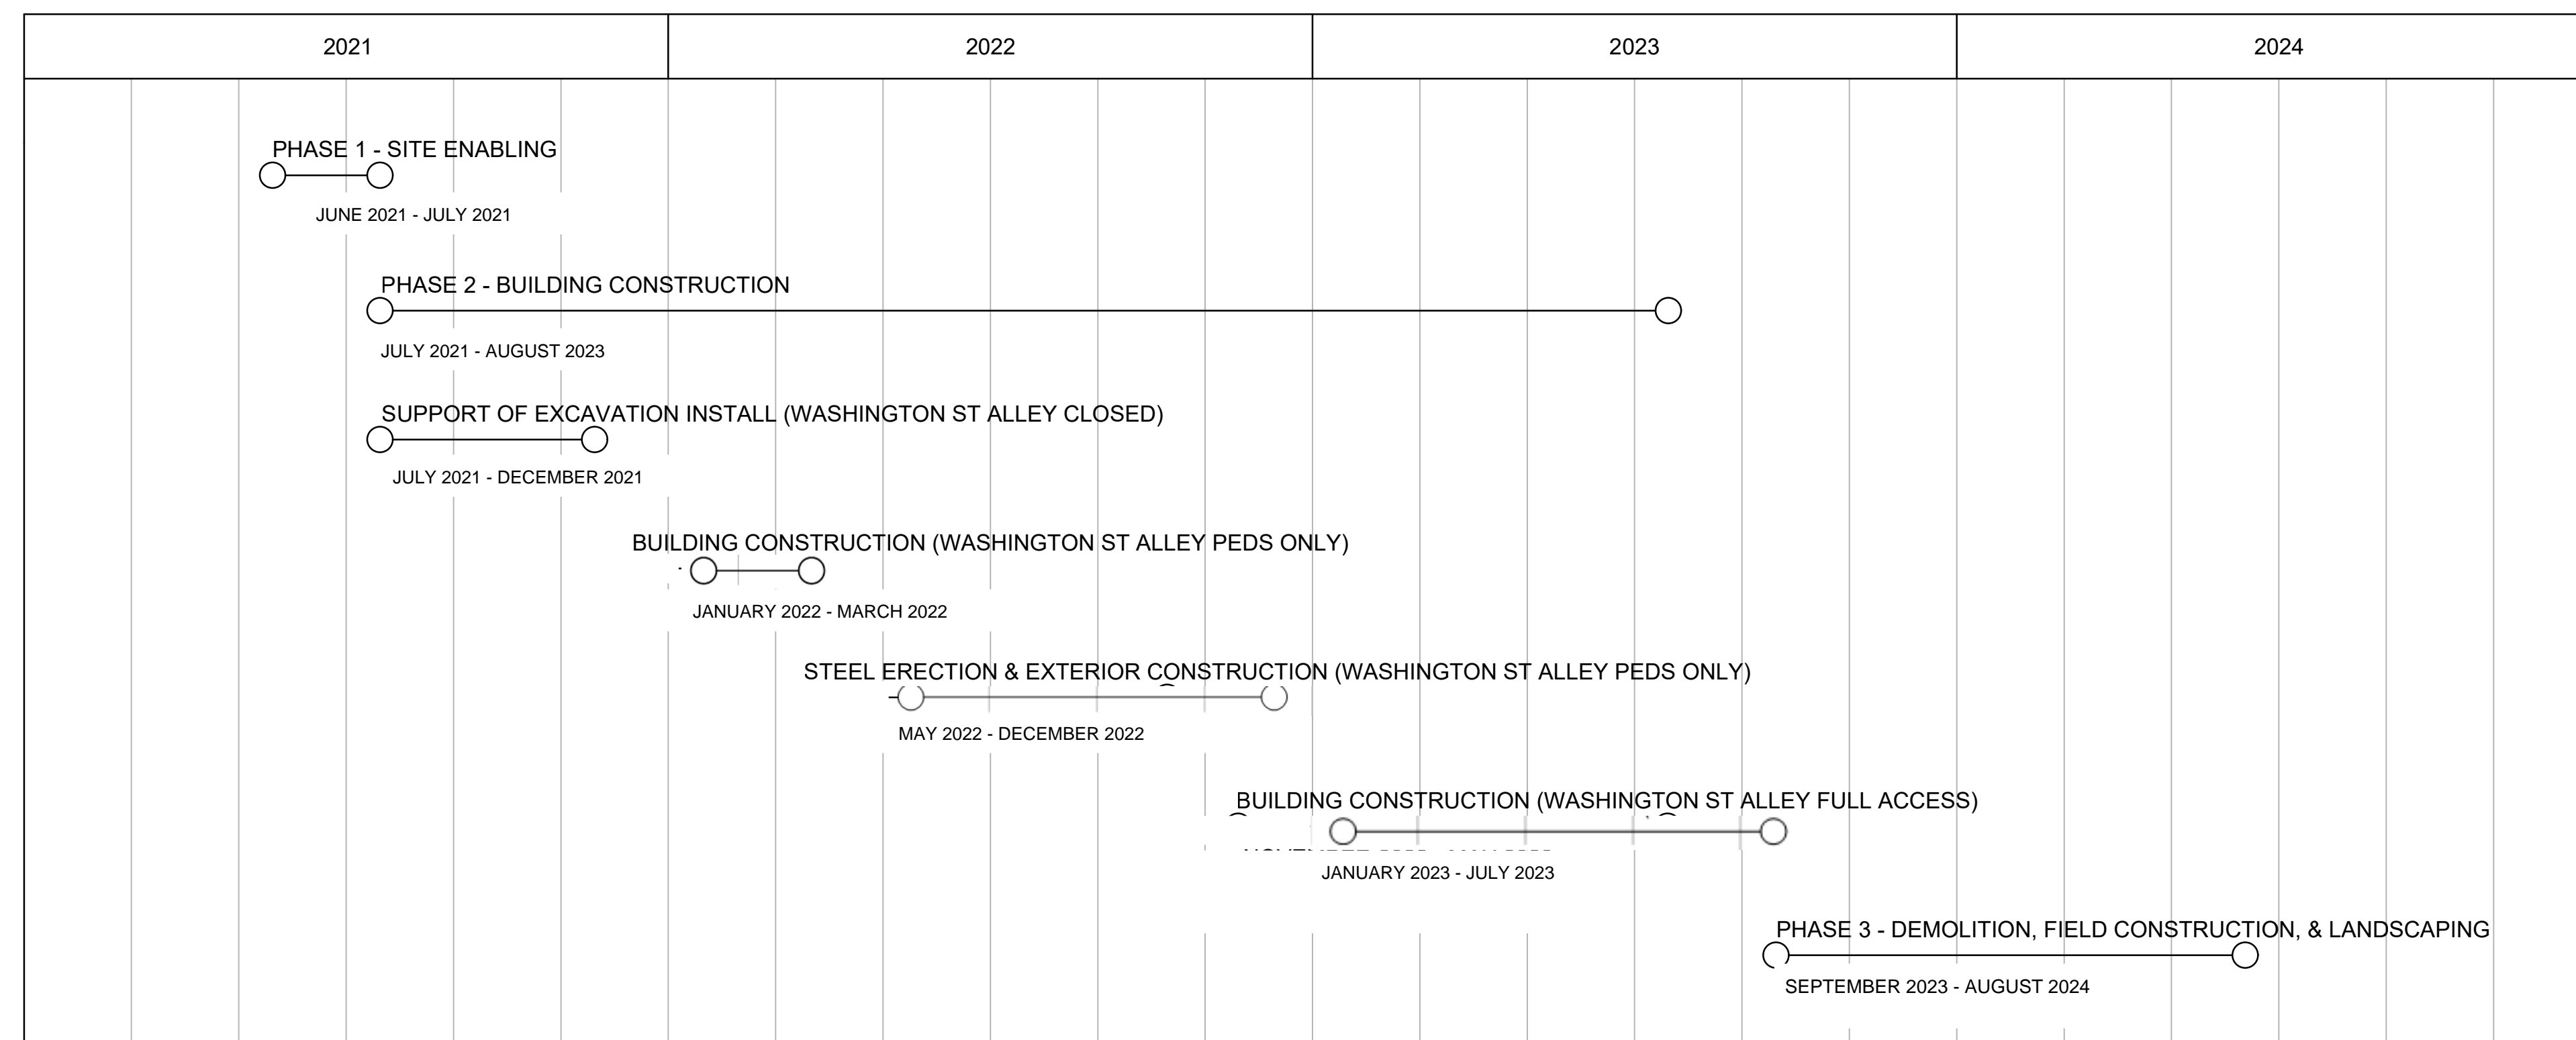 2021 2022 2023 2024
PHASE 1 - SITE ENABLING
JUNE 2021 - JULY 2021
PHASE 2 - BUILDING CONSTRUCTION
JULY 2021 - AUGUST 2023
SUPPORT OF EXCAVATION INSTALL (WASHINGTON ST ALLEY CLOSED)
JULY 2021 - DECEMBER 2021
BUILDING CONSTRUCTION (WASHINGTON ST ALLEY PEDS ONLY)
JANUARY 2022 - MARCH 2022
STEEL ERECTION & EXTERIOR CONSTRUCTION (WASHINGTON ST ALLEY PEDS ONLY)
MAY 2022 - DECEMBER 2022
BUILDING CONSTRUCTION (WASHINGTON ST ALLEY FULL ACCESS)
JANUARY 2023 - JULY 2023
PHASE 3 - DEMOLITION, FIELD CONSTRUCTION, & LANDSCAPING
SEPTEMBER 2023 - AUGUST 2024